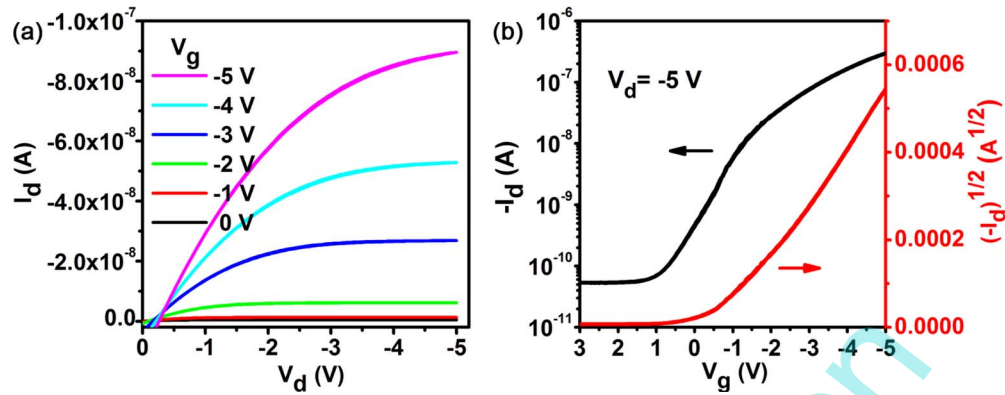 (a)
I_d (A)
-1.0x10^-7
-8.0x10^-8
-6.0x10^-8
-4.0x10^-8
-2.0x10^-8
0.0
V_g
-5 V
-4 V
-3 V
-2 V
-1 V
0 V
0 -1 -2 -3 -4 -5
V_d (V)
(b)
-I_d (A)
10^-6
10^-7
10^-8
10^-9
10^-10
10^-11
V_d= -5 V
3 2 1 0 -1 -2 -3 -4 -5
V_g (V)
0.0006
0.0004
0.0002
0.0000
(-I_d)^1/2 (A^1/2)